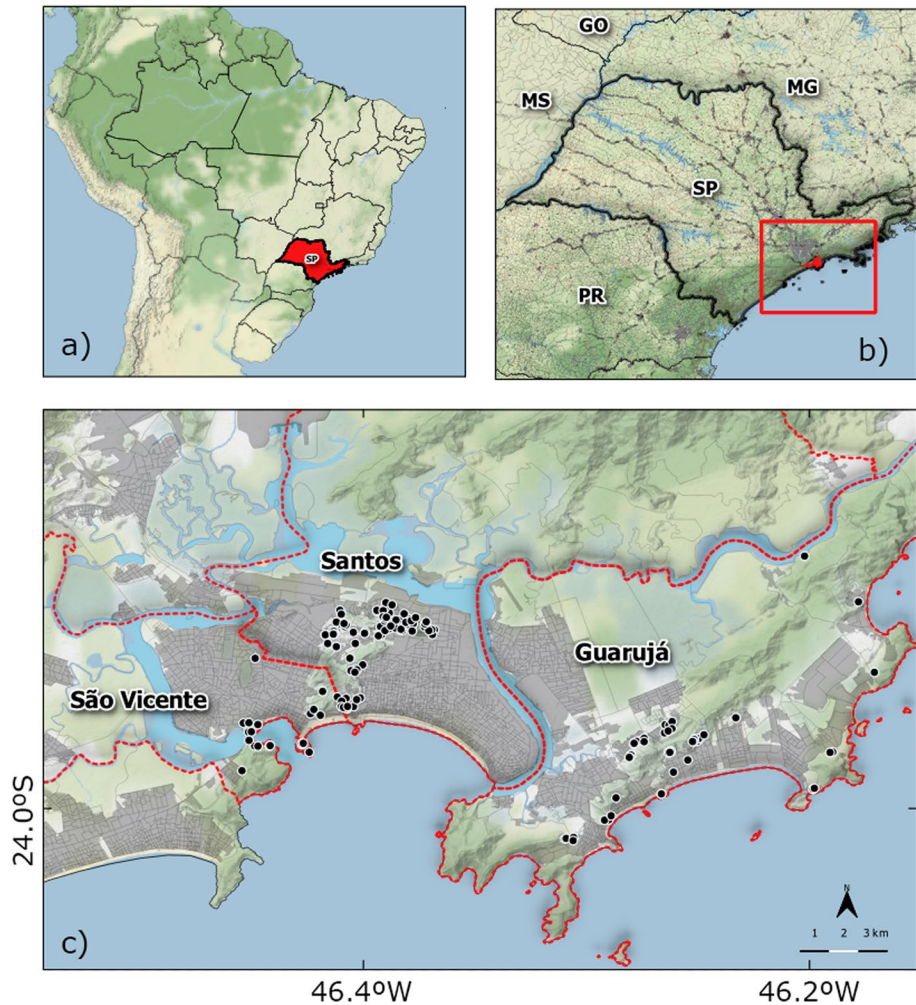 SP
a)
GO
MG
MS
SP
PR
b)
Santos
Guarujá
São Vicente
24.0ºS
N
1 2 3 km
c)
46.4ºW 46.2ºW